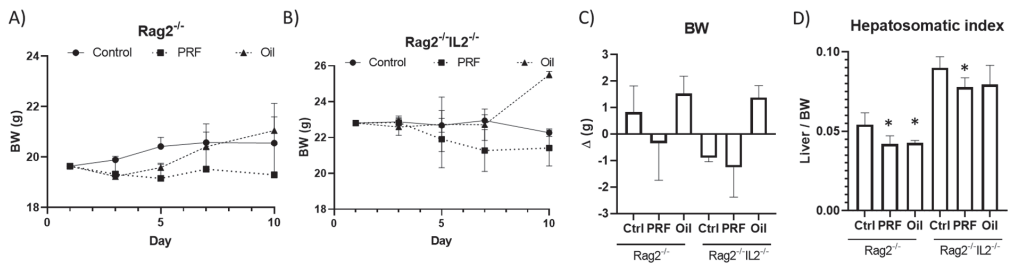 A)
Rag2⁻/⁻
Control PRF Oil
24
22
20
18
BW (g)
0 5 10
Day
B)
Rag2⁻/⁻IL2⁻/⁻
Control PRF Oil
28
26
24
22
20
18
BW (g)
0 5 10
Day
C)
BW
3
2
1
0
-1
-2
-3
Δ (g)
Ctrl PRF Oil Ctrl PRF Oil
Rag2⁻/⁻ Rag2⁻/⁻IL2⁻/⁻
D)
Hepatosomatic index
0.10
0.05
0.00
Liver / BW
* * *
Ctrl PRF Oil Ctrl PRF Oil
Rag2⁻/⁻ Rag2⁻/⁻IL2⁻/⁻